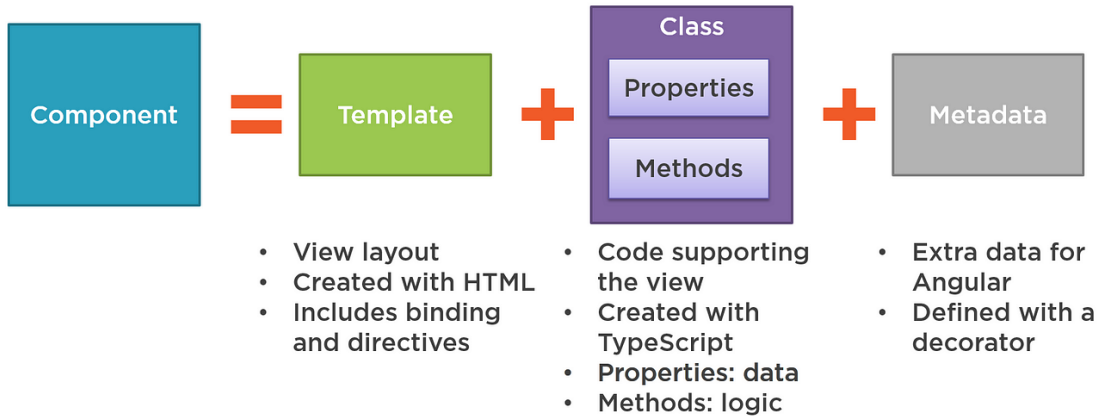 Component
Template
Class
Properties
Methods
Metadata
• View layout
• Created with HTML
• Includes binding
and directives
• Code supporting
the view
• Created with
TypeScript
• Properties: data
• Methods: logic
• Extra data for
Angular
• Defined with a
decorator